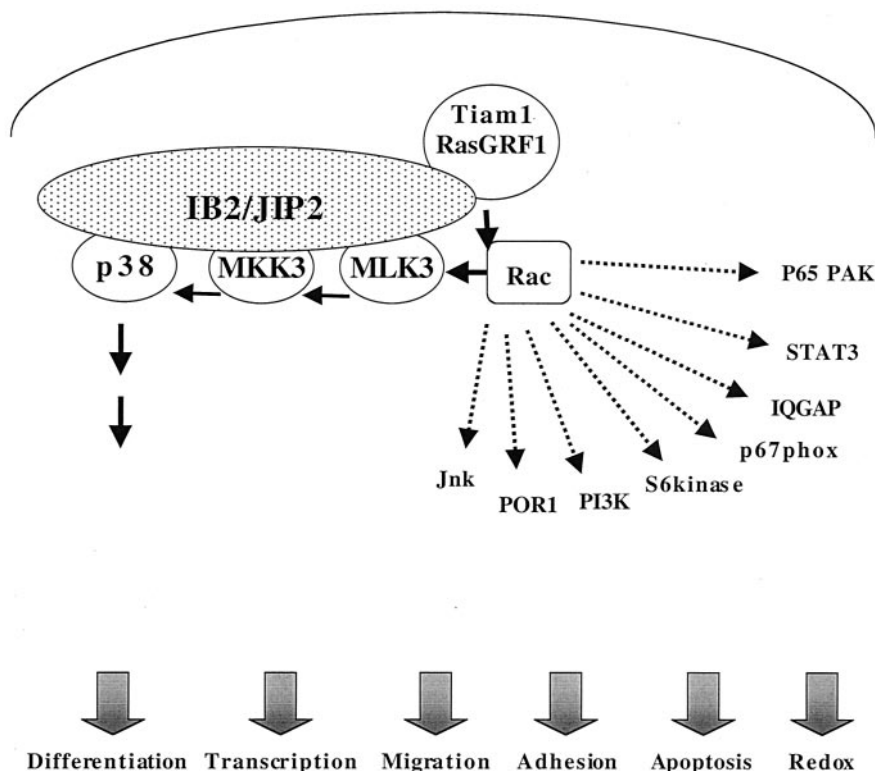 Tiam1
RasGRF1
IB2/JIP2
p38
MKK3
MLK3
Rac
P65 PAK
STAT3
IQGAP
p67phox
S6kinase
PI3K
POR1
Jnk
Differentiation
Transcription
Migration
Adhesion
Apoptosis
Redox